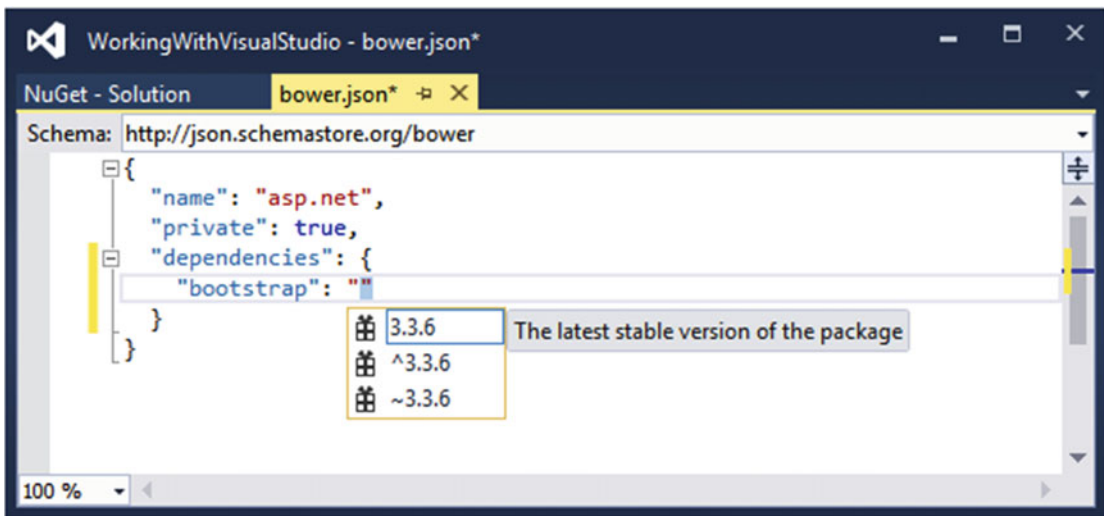 WorkingWithVisualStudio - bower.json*
NuGet - Solution bower.json*
Schema: http://json.schemastore.org/bower
{
"name": "asp.net",
"private": true,
"dependencies": {
"bootstrap": ""
}
3.3.6 The latest stable version of the package
}
^3.3.6
~3.3.6
100 %